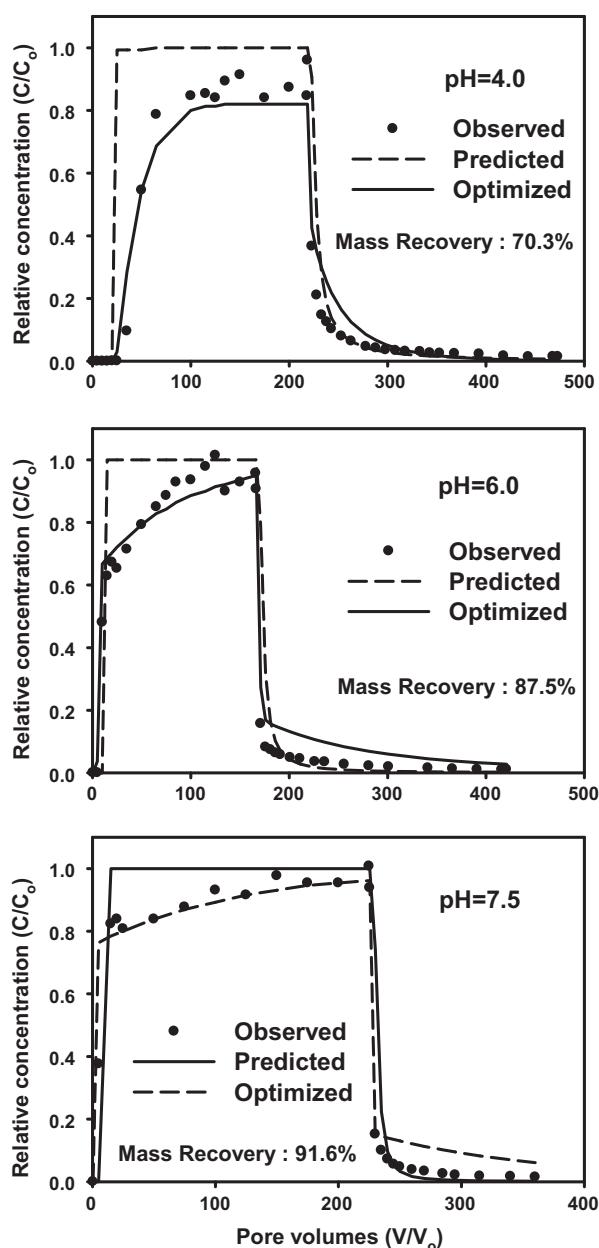 Relative concentration (C/Co)
1.0
0.8
0.6
0.4
0.2
0.0
pH=4.0
Observed
Predicted
Optimized
Mass Recovery : 70.3%
0 100 200 300 400 500
Relative concentration (C/Co)
1.0
0.8
0.6
0.4
0.2
0.0
pH=6.0
Observed
Predicted
Optimized
Mass Recovery : 87.5%
0 100 200 300 400 500
Relative concentration (C/Co)
1.0
0.8
0.6
0.4
0.2
0.0
pH=7.5
Observed
Predicted
Optimized
Mass Recovery : 91.6%
0 100 200 300 400
Pore volumes (V/Vo)